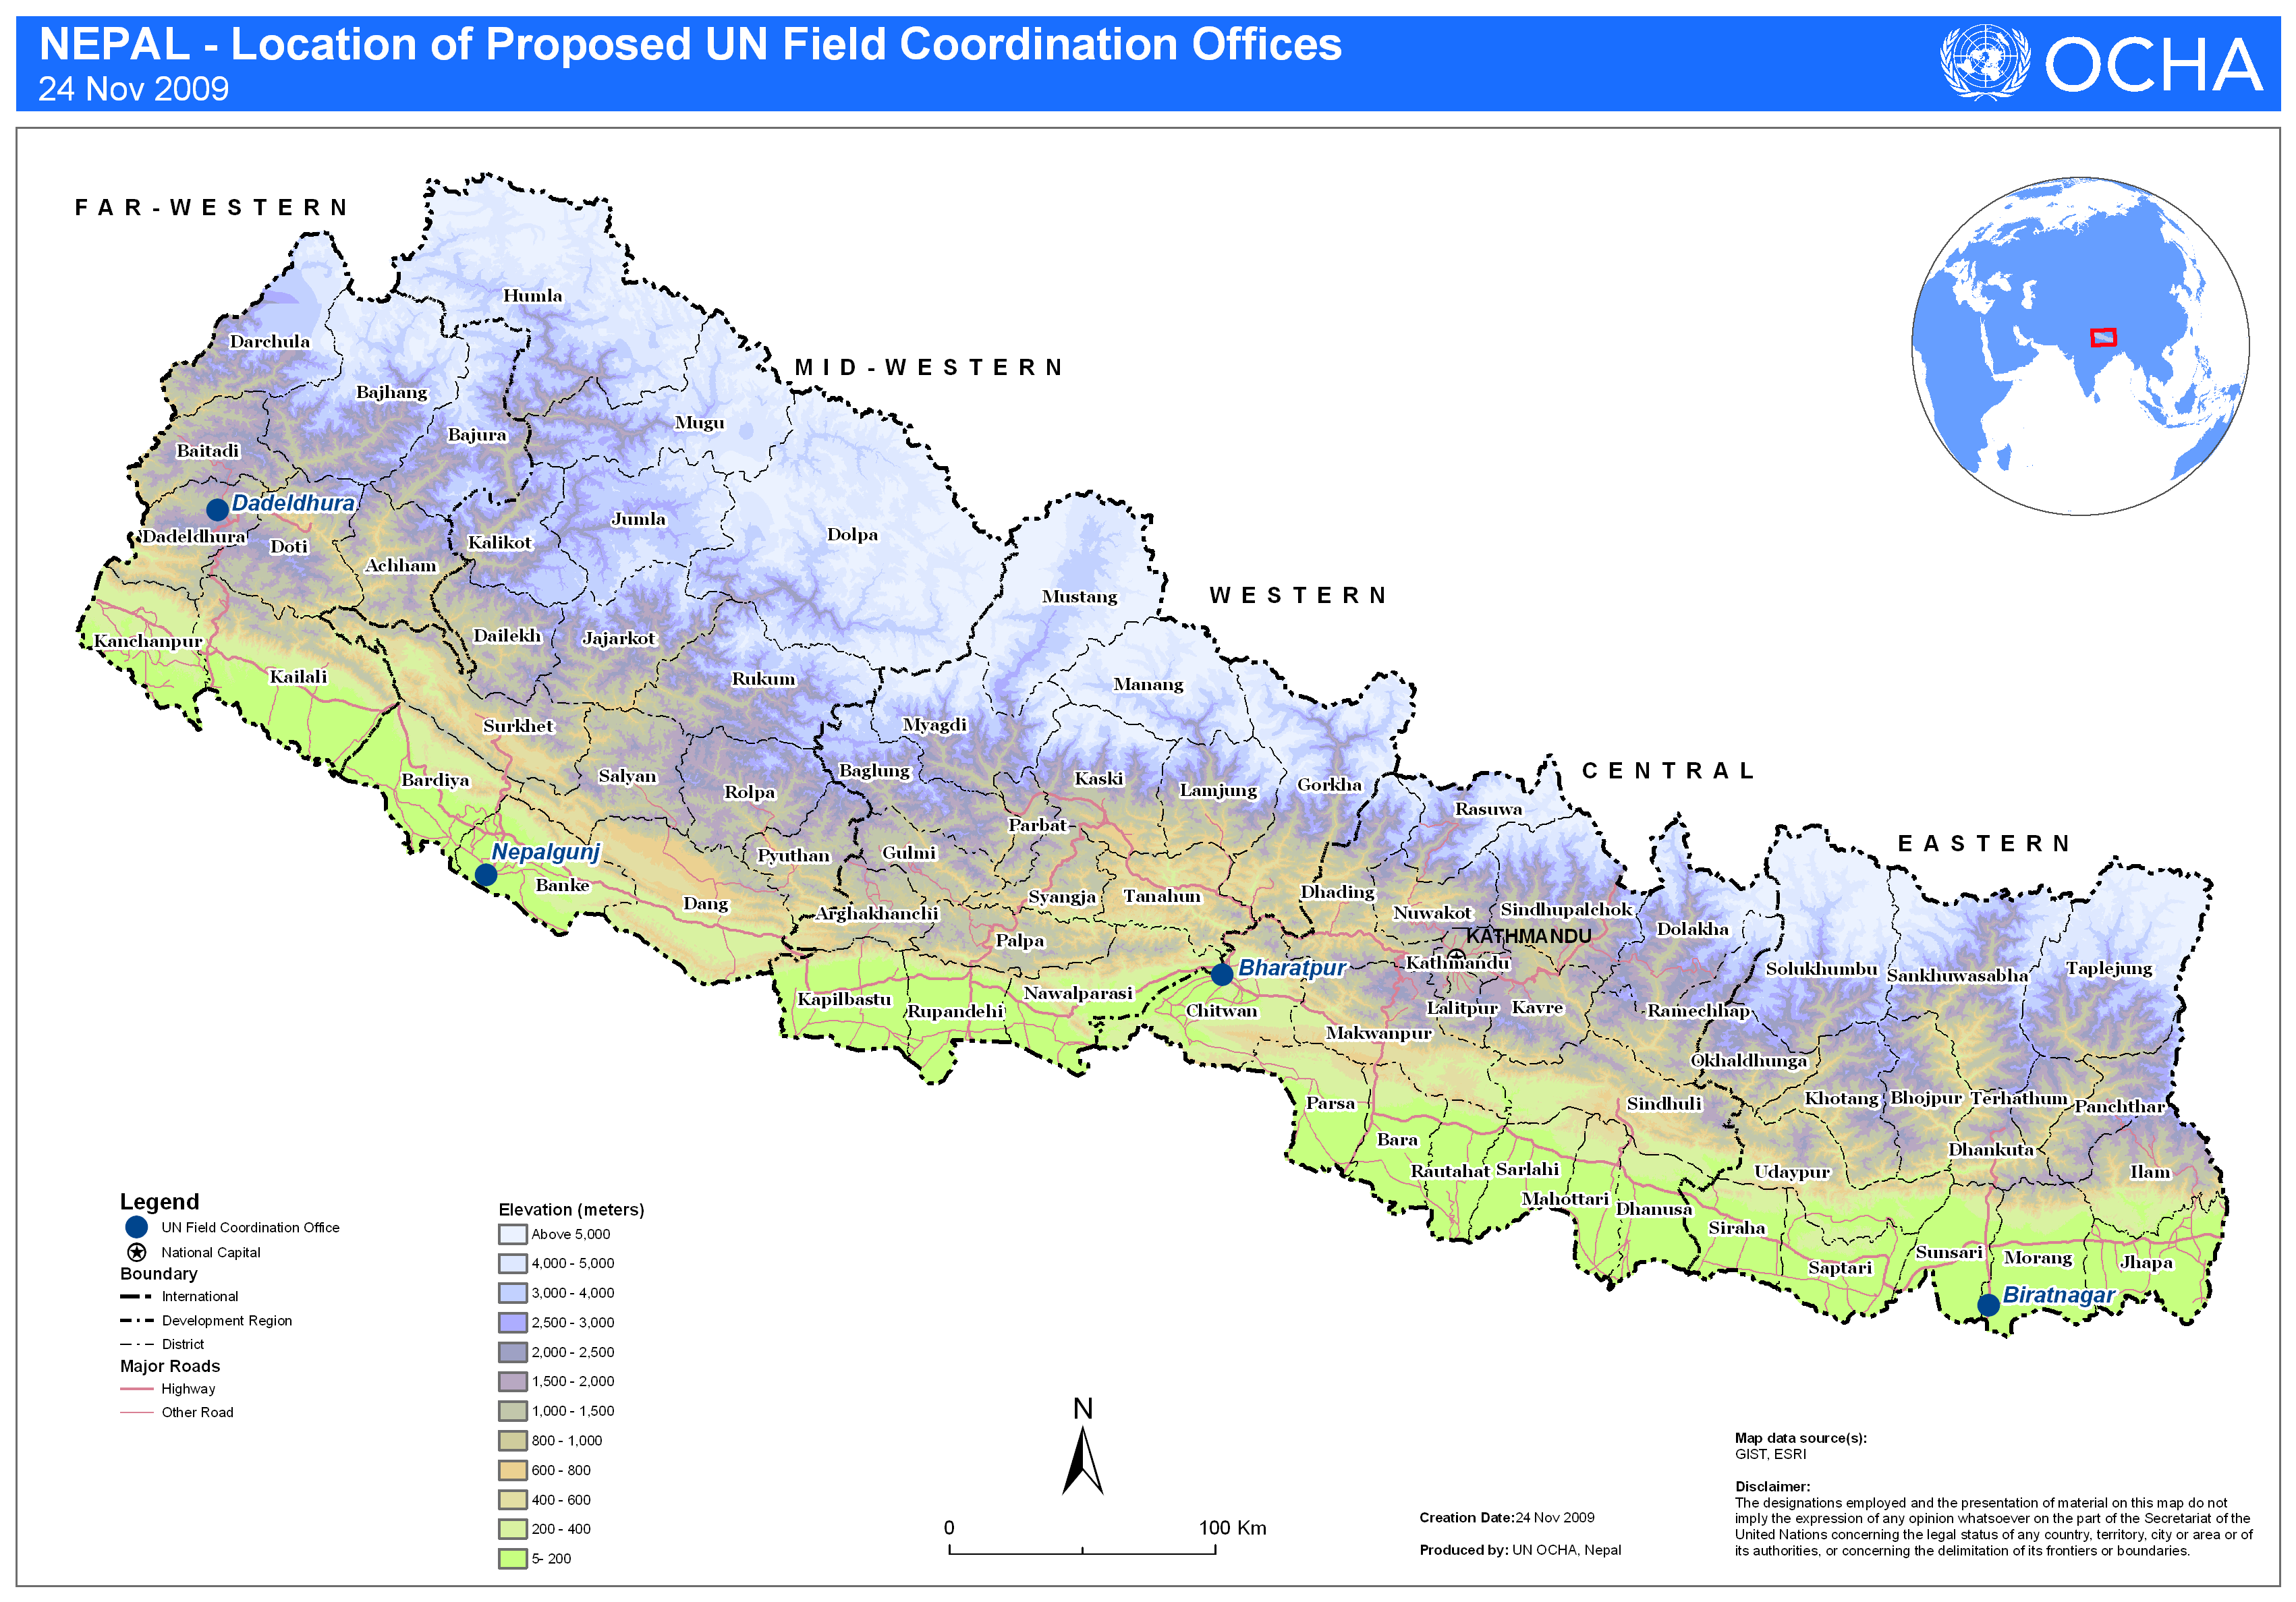 NEPAL - Location of Proposed UN Field Coordination Offices
24 Nov 2009
OCHA
FAR-WESTERN
MID-WESTERN
WESTERN
CENTRAL
EASTERN
Humla
Darchula
Bajhang
Mugu
Bajura
Baitadi
Dadeldhura
Jumla
Dolpa
Dadeldhura
Doti
Kalikot
Achham
Mustang
Kanchanpur
Dailekh
Jajarkot
Kailali
Rukum
Manang
Surkhet
Myagdi
Bardiya
Salyan
Rolpa
Baglung
Kaski
Lamjung
Gorkha
Rasuwa
Parbat
Nepalgunj
Pyuthan
Gulmi
Banke
Dang
Arghakhanchi
Syangja
Tanahun
Dhading
Nuwakot
Sindhupalchok
Dolakha
KATHMANDU
Palpa
Kathmandu
Bharatpur
Solukhumbu
Sankhuwasabha
Taplejung
Kapilbastu
Rupandehi
Nawalparasi
Chitwan
Lalitpur
Kavre
Ramechhap
Makwanpur
Okhaldhunga
Parsa
Sindhuli
Khotang
Bhojpur
Terhathum
Panchthar
Bara
Rautahat
Sarlahi
Dhankuta
Udaypur
Ilam
Mahottari
Dhanusa
Siraha
Saptari
Sunsari
Morang
Jhapa
Biratnagar
Legend
UN Field Coordination Office
National Capital
Boundary
International
Development Region
District
Major Roads
Highway
Other Road
Elevation (meters)
Above 5,000
4,000 - 5,000
3,000 - 4,000
2,500 - 3,000
2,000 - 2,500
1,500 - 2,000
1,000 - 1,500
800 - 1,000
600 - 800
400 - 600
200 - 400
5- 200
N
0 100 Km
Creation Date:24 Nov 2009
Produced by: UN OCHA, Nepal
Map data source(s):
GIST, ESRI
Disclaimer:
The designations employed and the presentation of material on this map do not
imply the expression of any opinion whatsoever on the part of the Secretariat of the
United Nations concerning the legal status of any country, territory, city or area or of
its authorities, or concerning the delimitation of its frontiers or boundaries.